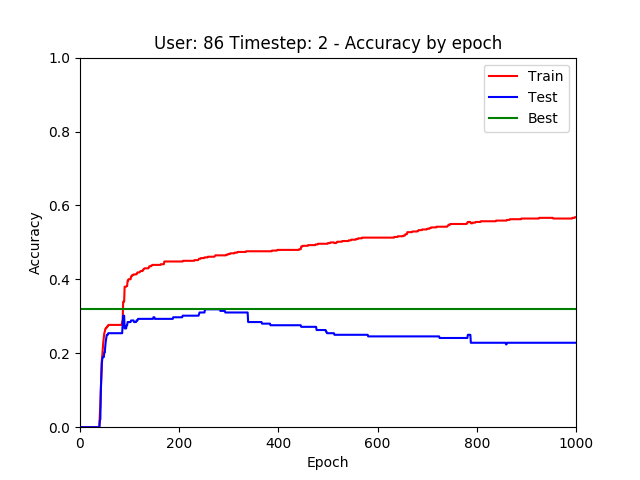 User: 86 Timestep: 2 - Accuracy by epoch
1.0
0.8
0.6
0.4
0.2
0.0
Accuracy
Train
Test
Best
0 200 400 600 800 1000
Epoch